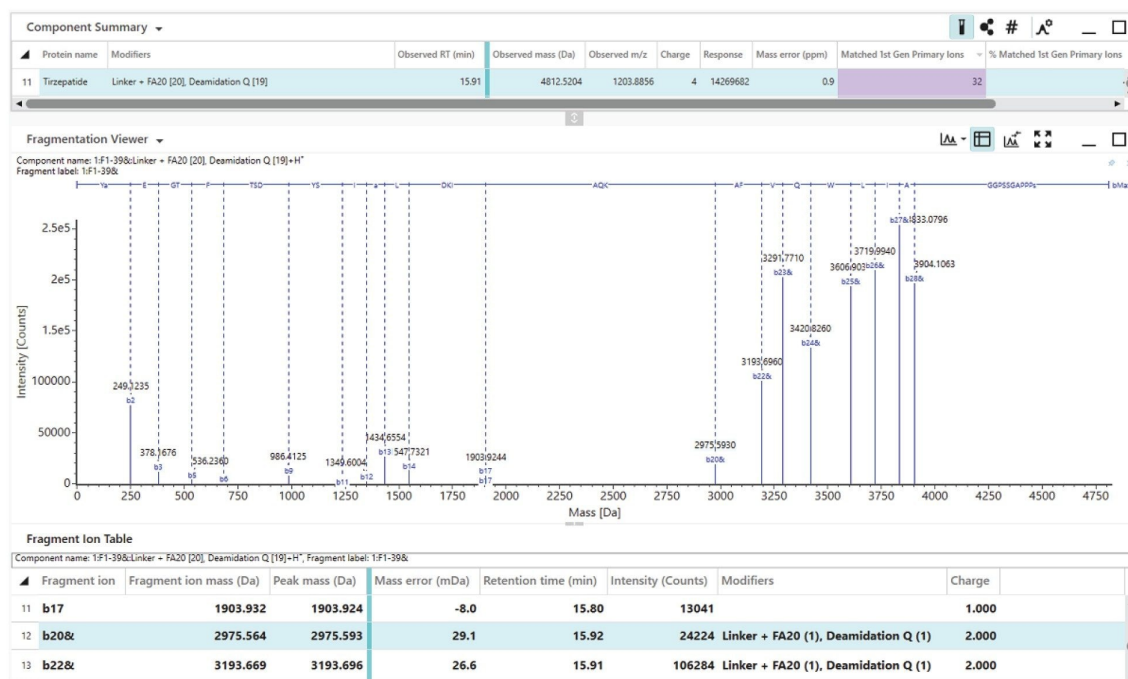 Component Summary
Protein name Modifiers Observed RT (min) Observed mass (Da) Observed m/z Charge Response Mass error (ppm) Matched 1st Gen Primary Ions % Matched 1st Gen Primary Ions
11 Tirzepatide Linker + FA20 [20], Deamidation Q [19] 15.91 4812.5204 1203.8856 4 14269682 0.9 32
Fragmentation Viewer
Component name: 1:F1-39&:Linker + FA20 [20], Deamidation Q [19]+H⁺
Fragment label: 1:F1-39&
Ya E GT F TSD YS I a L DKI AQK AF V Q W L I A GGPSSGAPPPs bMa
2.5e5
2e5
1.5e5
100000
50000
0
Intensity [Counts]
b27& 3833.0796
3719.9940
3291.7710
b26&
3606.903
3904.1063
b23&
b25&
b28&
3420.8260
b24&
3193.6960
b22&
249.1235
b2
1434.6554
2975.5930
b13
547.7321
b20&
378.1676
986.4125
1903.9244
b3
536.2360
1349.6004
b14
b17
b5
b6
b9
b11
b12
b17
0 250 500 750 1000 1250 1500 1750 2000 2250 2500 2750 3000 3250 3500 3750 4000 4250 4500 4750
Mass [Da]
Fragment Ion Table
Component name: 1:F1-39&:Linker + FA20 [20], Deamidation Q [19]+H⁺, Fragment label: 1:F1-39&
Fragment ion Fragment ion mass (Da) Peak mass (Da) Mass error (mDa) Retention time (min) Intensity (Counts) Modifiers Charge
11 b17 1903.932 1903.924 -8.0 15.80 13041 1.000
12 b20& 2975.564 2975.593 29.1 15.92 24224 Linker + FA20 (1), Deamidation Q (1) 2.000
13 b22& 3193.669 3193.696 26.6 15.91 106284 Linker + FA20 (1), Deamidation Q (1) 2.000